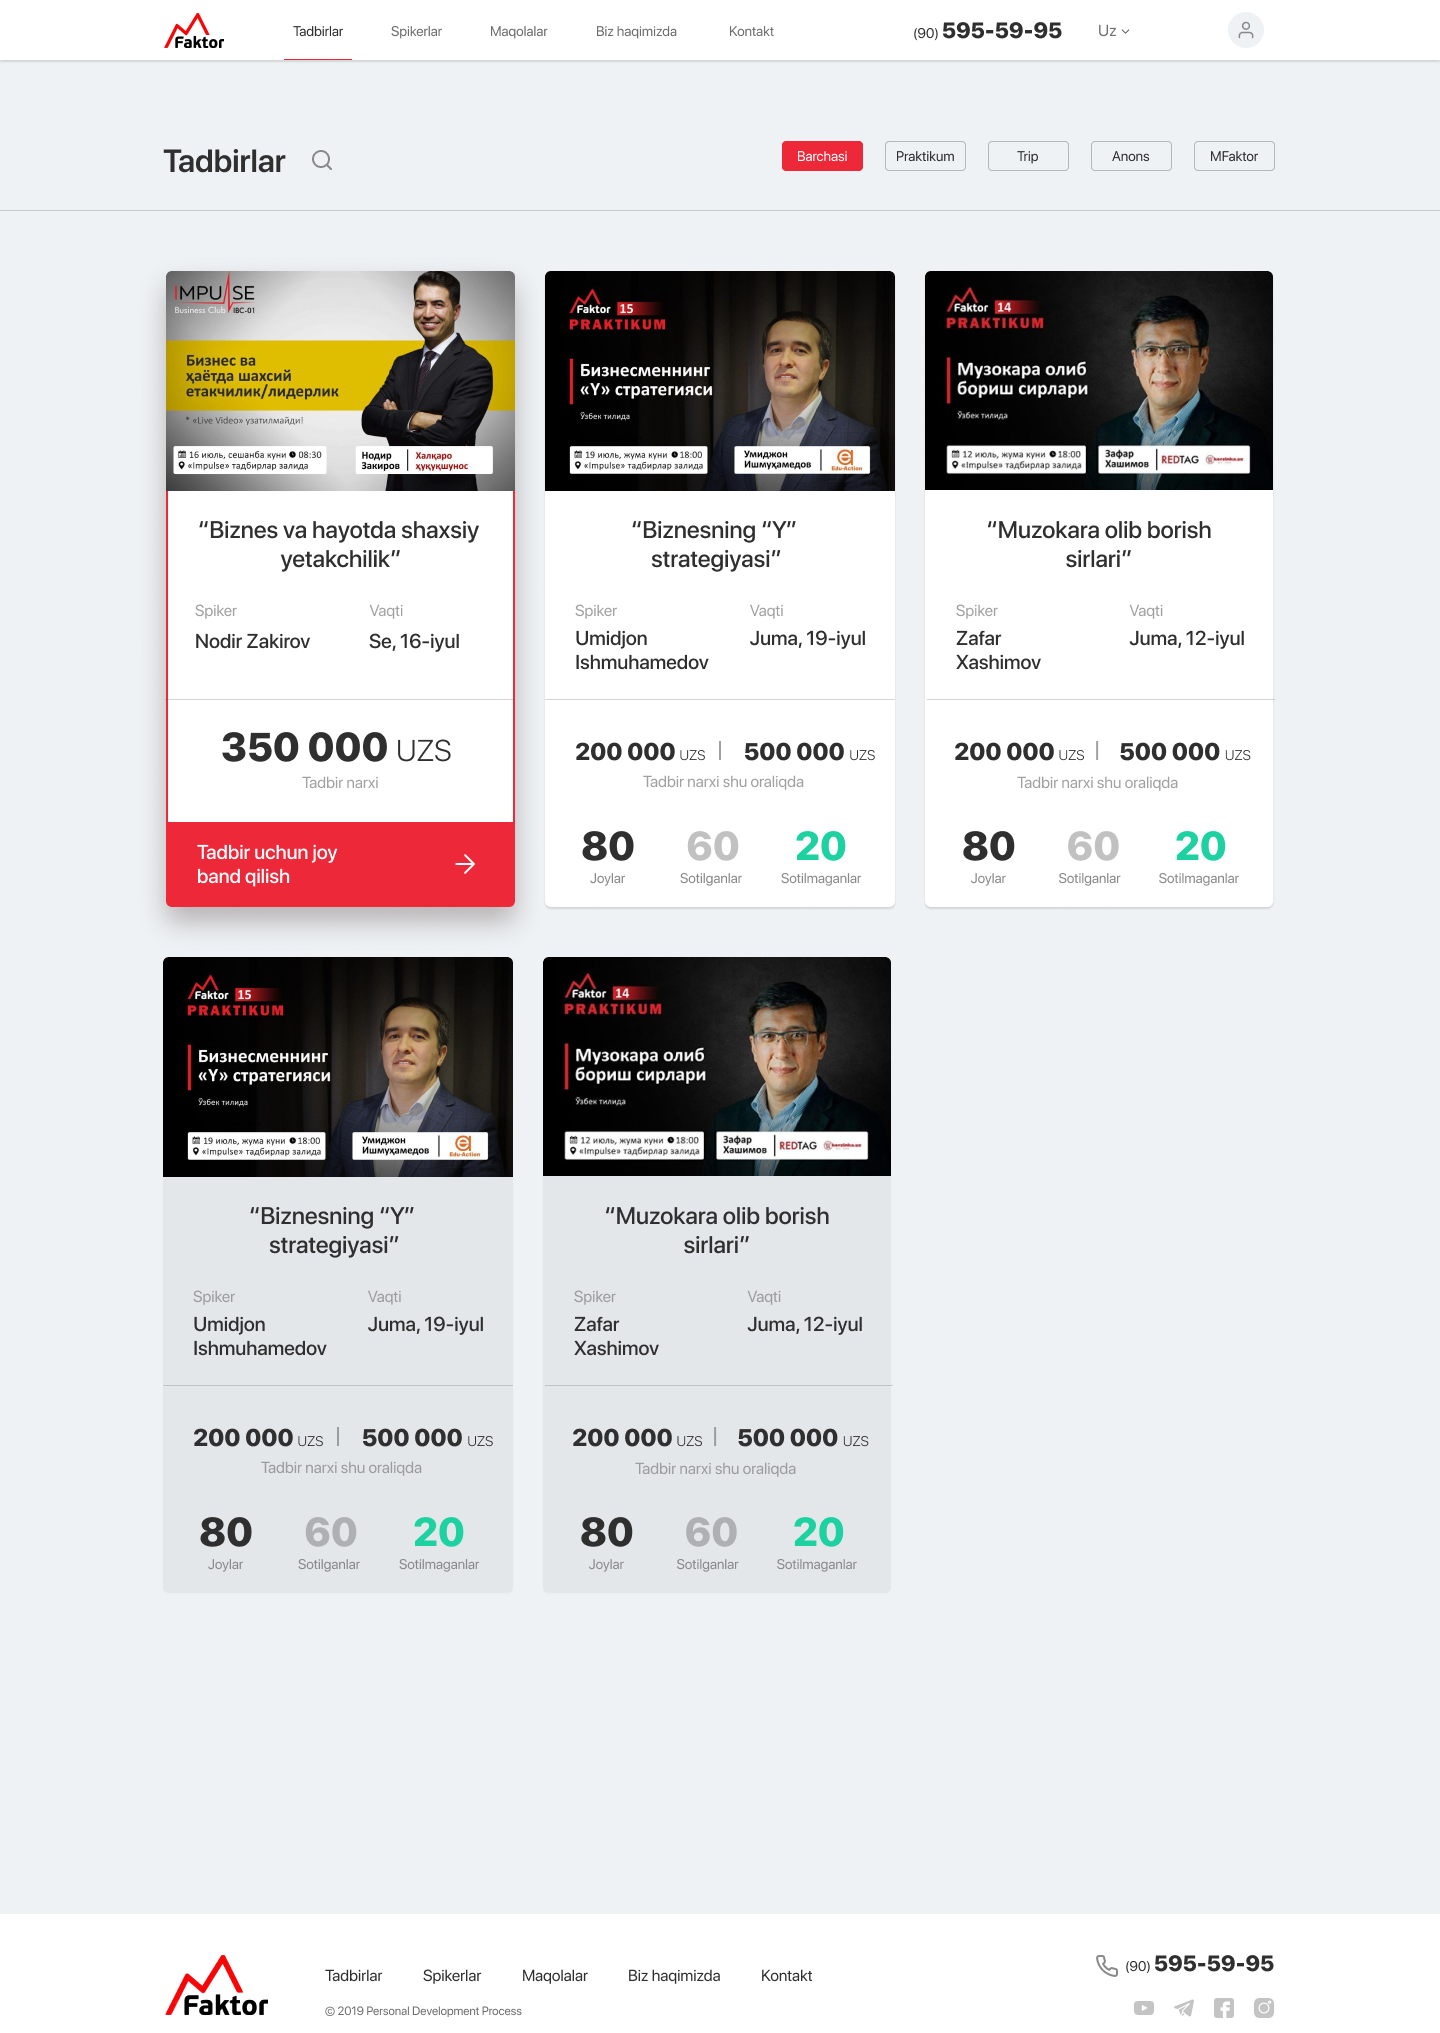 Faktor
Tadbirlar Spikerlar Maqolalar Biz haqimizda Kontakt (90) 595-59-95 Uz
Tadbirlar
Barchasi Praktikum Trip Anons MFaktor
IMPULSE
Business Club IBC-01
Бизнес ва
ҳаётда шахсий
етакчилик/лидерлик
* «Live Video» узатилмайди!
16 июль, сешанба куни 08:30
«Impulse» тадбирлар залида
Нодир
Закиров
Халқаро
ҳуқуқшунос
“Biznes va hayotda shaxsiy
yetakchilik”
Spiker Vaqti
Nodir Zakirov Se, 16-iyul
350 000 UZS
Tadbir narxi
Tadbir uchun joy
band qilish
Faktor 15
PRAKTIKUM
Бизнесменнинг
«Y» стратегияси
Ўзбек тилида
19 июль, жума куни 18:00
«Impulse» тадбирлар залида
Умиджон
Ишмуҳамедов
Edu-Action
“Biznesning “Y”
strategiyasi”
Spiker Vaqti
Umidjon
Ishmuhamedov
Juma, 19-iyul
200 000 UZS | 500 000 UZS
Tadbir narxi shu oraliqda
80 60 20
Joylar Sotilganlar Sotilmaganlar
Faktor 14
PRAKTIKUM
Музокара олиб
бориш сирлари
Ўзбек тилида
12 июль, жума куни 18:00
«Impulse» тадбирлар залида
Зафар
Хашимов
REDTAG korzinka.uz
“Muzokara olib borish
sirlari”
Spiker Vaqti
Zafar
Xashimov
Juma, 12-iyul
200 000 UZS | 500 000 UZS
Tadbir narxi shu oraliqda
80 60 20
Joylar Sotilganlar Sotilmaganlar
Faktor 15
PRAKTIKUM
Бизнесменнинг
«Y» стратегияси
Ўзбек тилида
19 июль, жума куни 18:00
«Impulse» тадбирлар залида
Умиджон
Ишмуҳамедов
Edu-Action
“Biznesning “Y”
strategiyasi”
Spiker Vaqti
Umidjon
Ishmuhamedov
Juma, 19-iyul
200 000 UZS | 500 000 UZS
Tadbir narxi shu oraliqda
80 60 20
Joylar Sotilganlar Sotilmaganlar
Faktor 14
PRAKTIKUM
Музокара олиб
бориш сирлари
Ўзбек тилида
12 июль, жума куни 18:00
«Impulse» тадбирлар залида
Зафар
Хашимов
REDTAG korzinka.uz
“Muzokara olib borish
sirlari”
Spiker Vaqti
Zafar
Xashimov
Juma, 12-iyul
200 000 UZS | 500 000 UZS
Tadbir narxi shu oraliqda
80 60 20
Joylar Sotilganlar Sotilmaganlar
Faktor
Tadbirlar Spikerlar Maqolalar Biz haqimizda Kontakt
(90) 595-59-95
© 2019 Personal Development Process